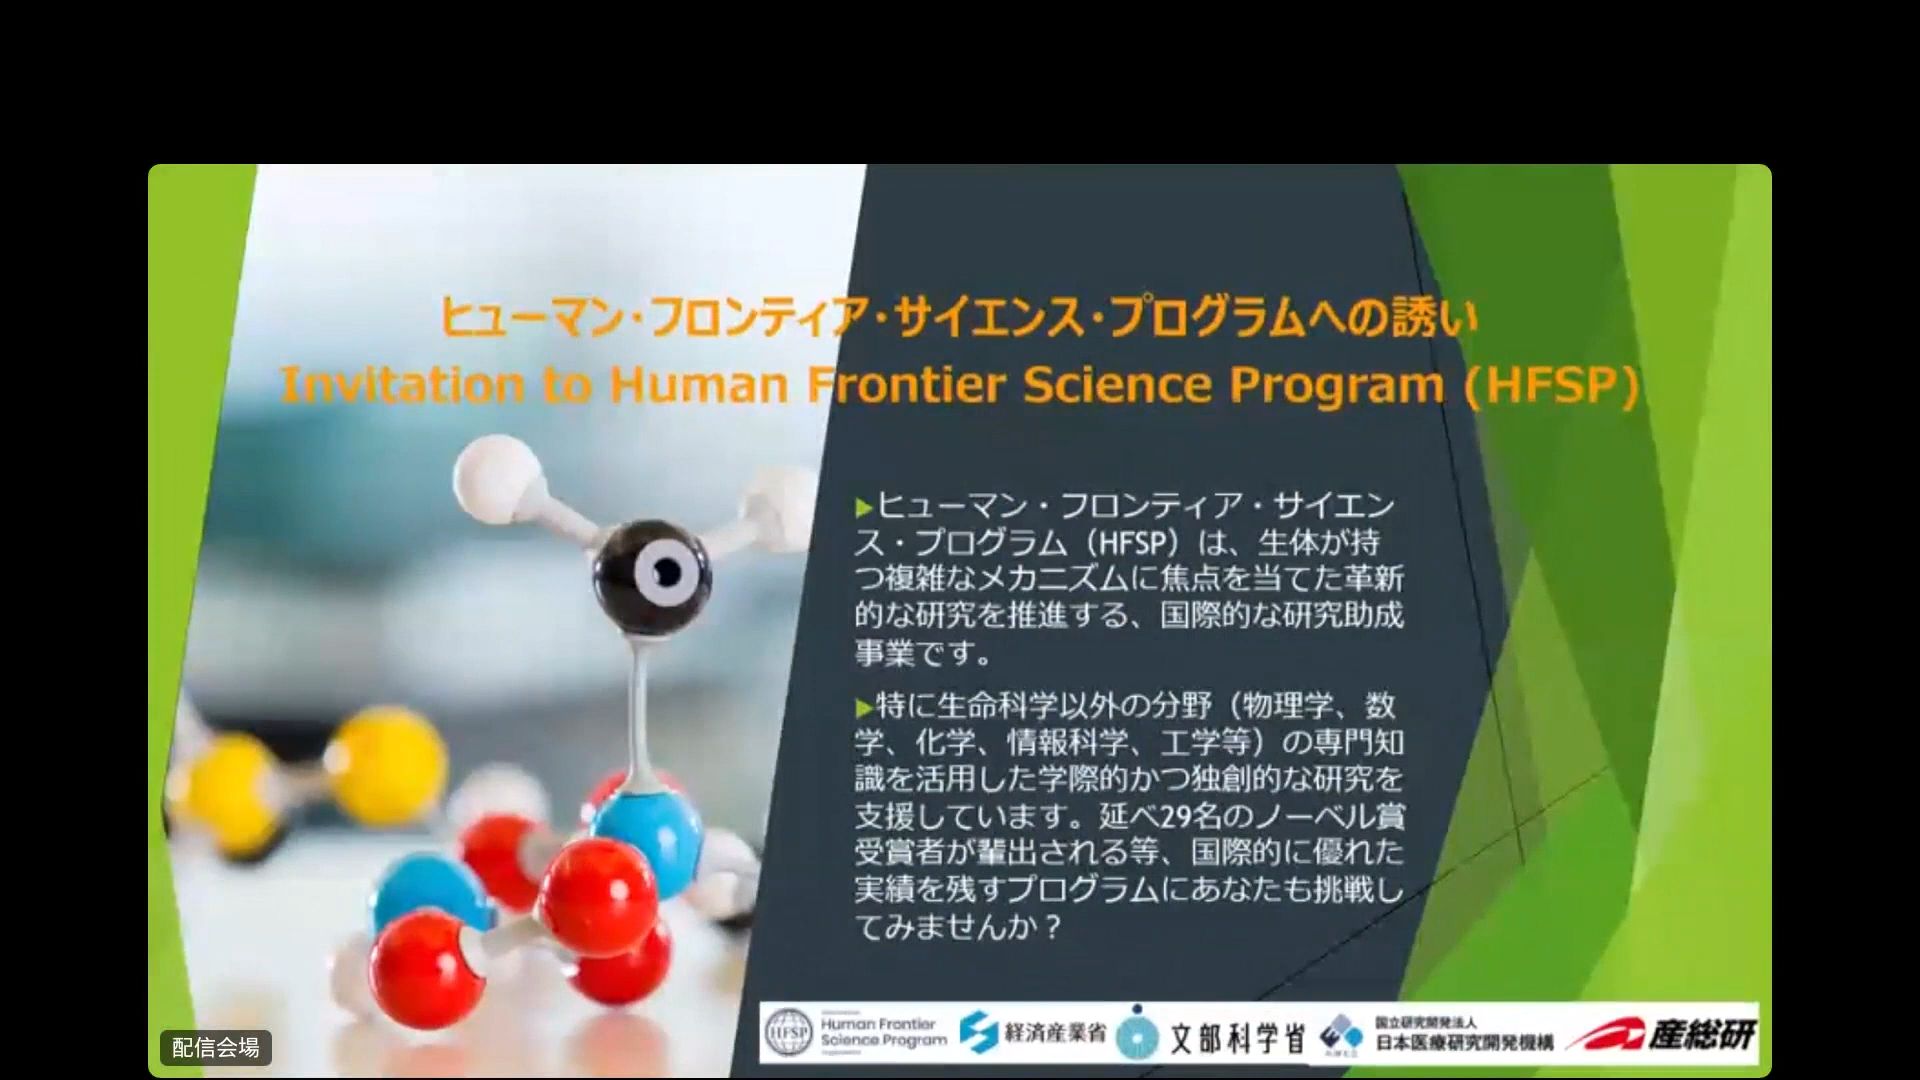 ヒューマン・フロンティア・サイエンス・プログラムへの誘い
Invitation to Human Frontier Science Program (HFSP)
▶ヒューマン・フロンティア・サイエン
ス・プログラム（HFSP）は、生体が持
つ複雑なメカニズムに焦点を当てた革新
的な研究を推進する、国際的な研究助成
事業です。
▶特に生命科学以外の分野（物理学、数
学、化学、情報科学、工学等）の専門知
識を活用した学際的かつ独創的な研究を
支援しています。延べ29名のノーベル賞
受賞者が輩出される等、国際的に優れた
実績を残すプログラムにあなたも挑戦し
てみませんか？
HFSP
Human Frontier
Science Program
経済産業省
文部科学省
国立研究開発法人
日本医療研究開発機構
産総研
配信会場